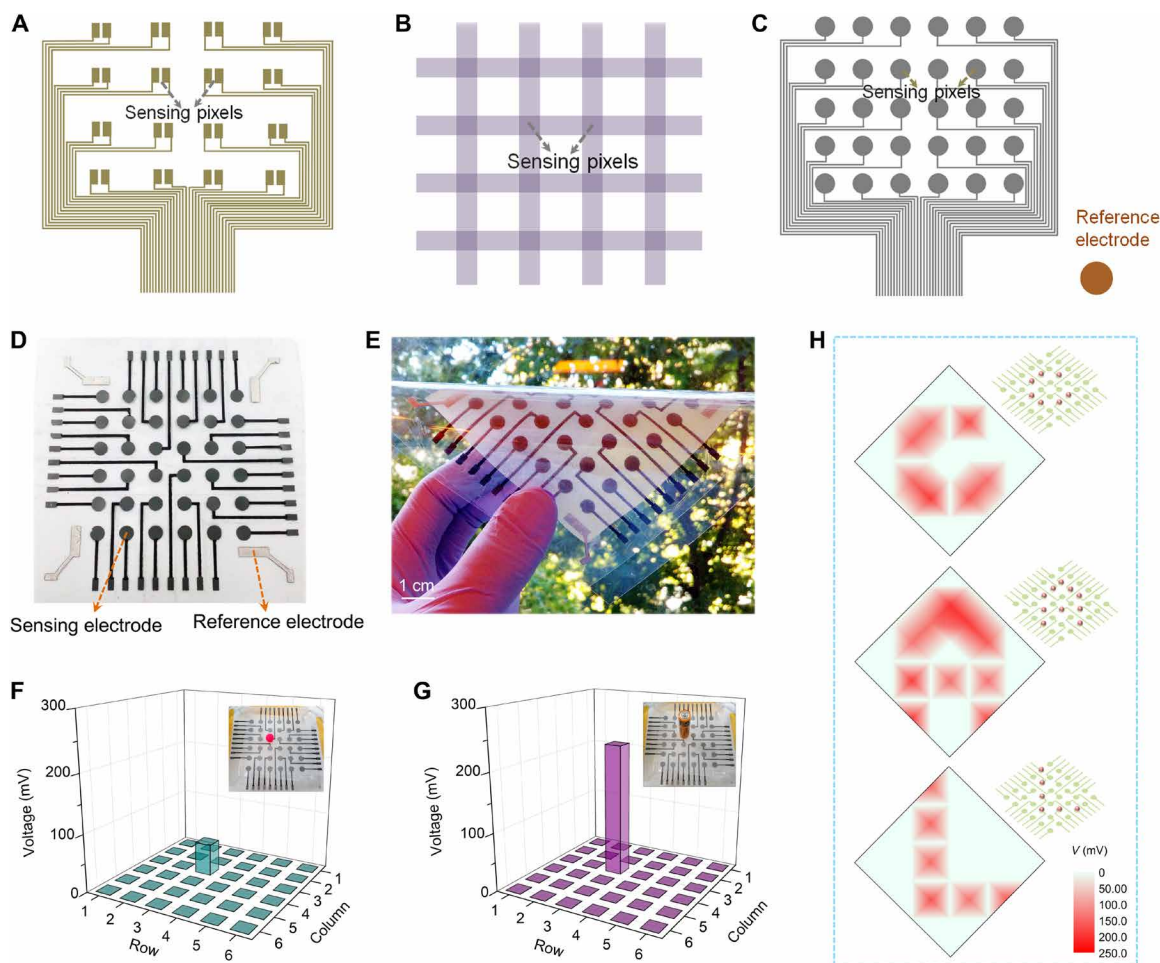 A
B
C
Sensing pixels
Sensing pixels
Sensing pixels
Reference
electrode
D
E
H
1 cm
Sensing electrode
Reference electrode
F
G
300
200
100
0
Voltage (mV)
1
2
3
4
5
6
Row
1
2
3
4
5
6
Column
300
200
100
0
Voltage (mV)
1
2
3
4
5
6
Row
1
2
3
4
5
6
Column
V (mV)
0
50.00
100.0
150.0
200.0
250.0